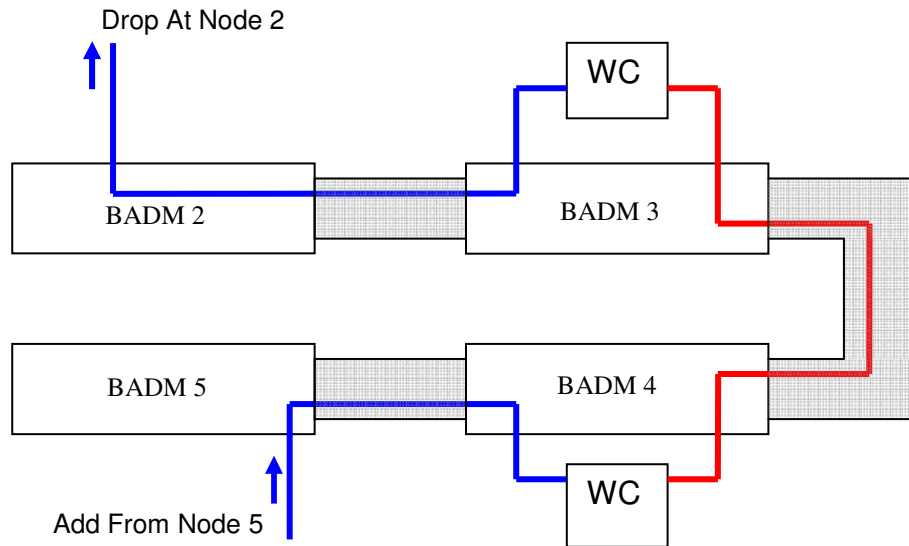 Drop At Node 2
WC
BADM 2
BADM 3
BADM 5
BADM 4
WC
Add From Node 5